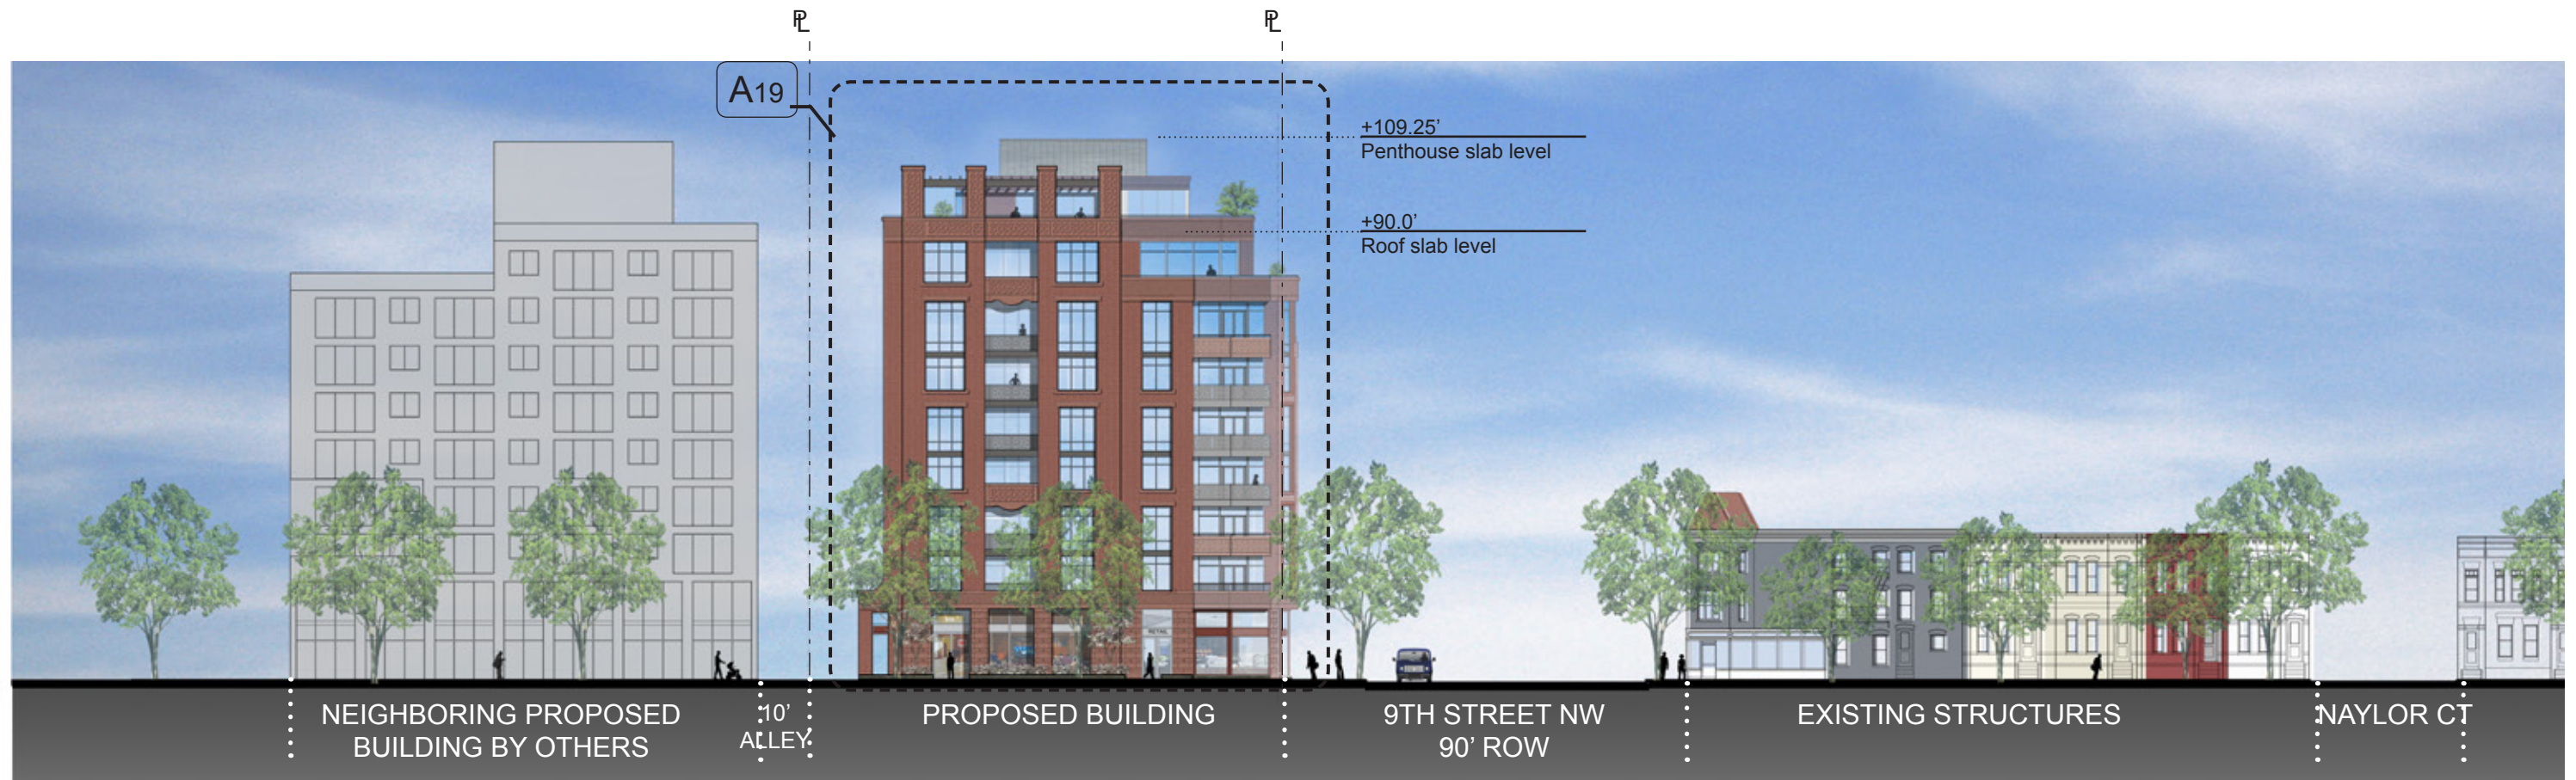 PL
PL
A19
+109.25’
Penthouse slab level
+90.0’
Roof slab level
RETAIL
NEIGHBORING PROPOSED
BUILDING BY OTHERS
10’
ALLEY
PROPOSED BUILDING
9TH STREET NW
90’ ROW
EXISTING STRUCTURES
NAYLOR CT